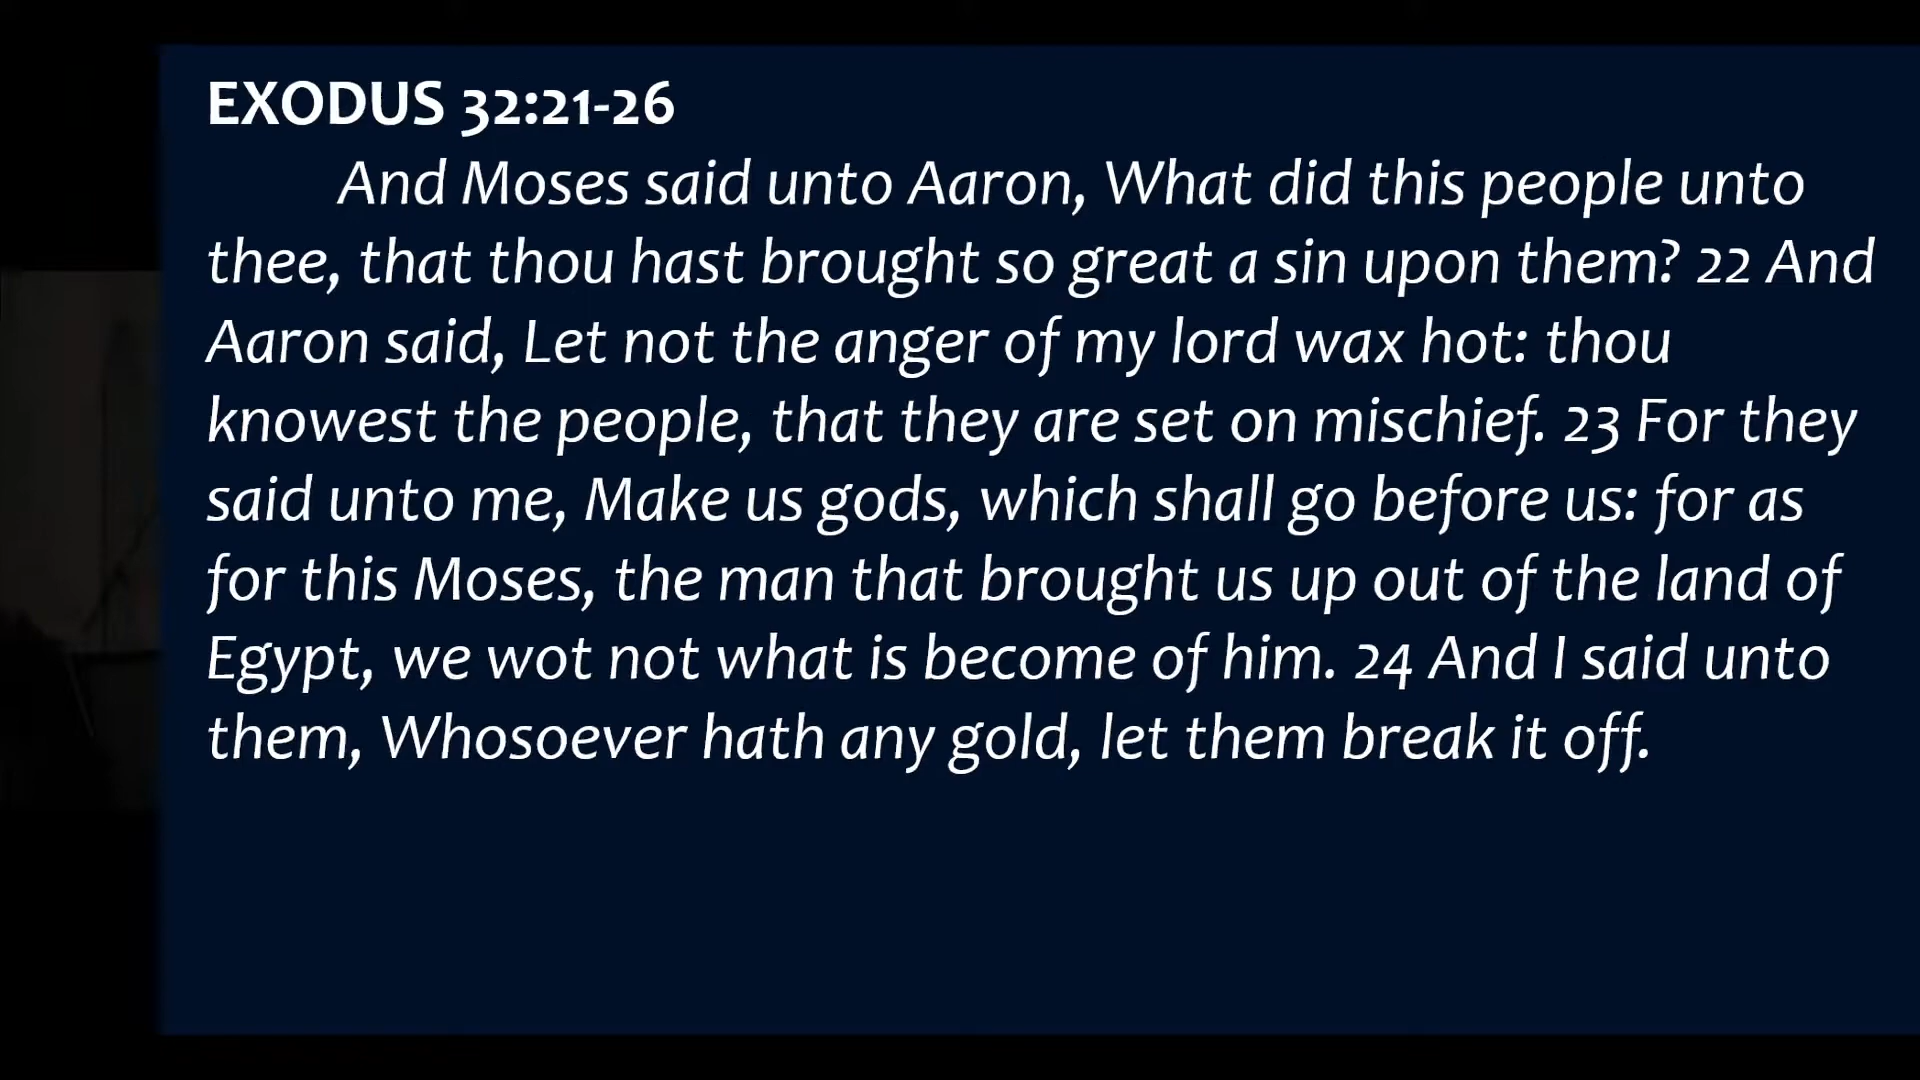 EXODUS 32:21-26
And Moses said unto Aaron, What did this people unto
thee, that thou hast brought so great a sin upon them? 22 And
Aaron said, Let not the anger of my lord wax hot: thou
knowest the people, that they are set on mischief. 23 For they
said unto me, Make us gods, which shall go before us: for as
for this Moses, the man that brought us up out of the land of
Egypt, we wot not what is become of him. 24 And I said unto
them, Whosoever hath any gold, let them break it off.